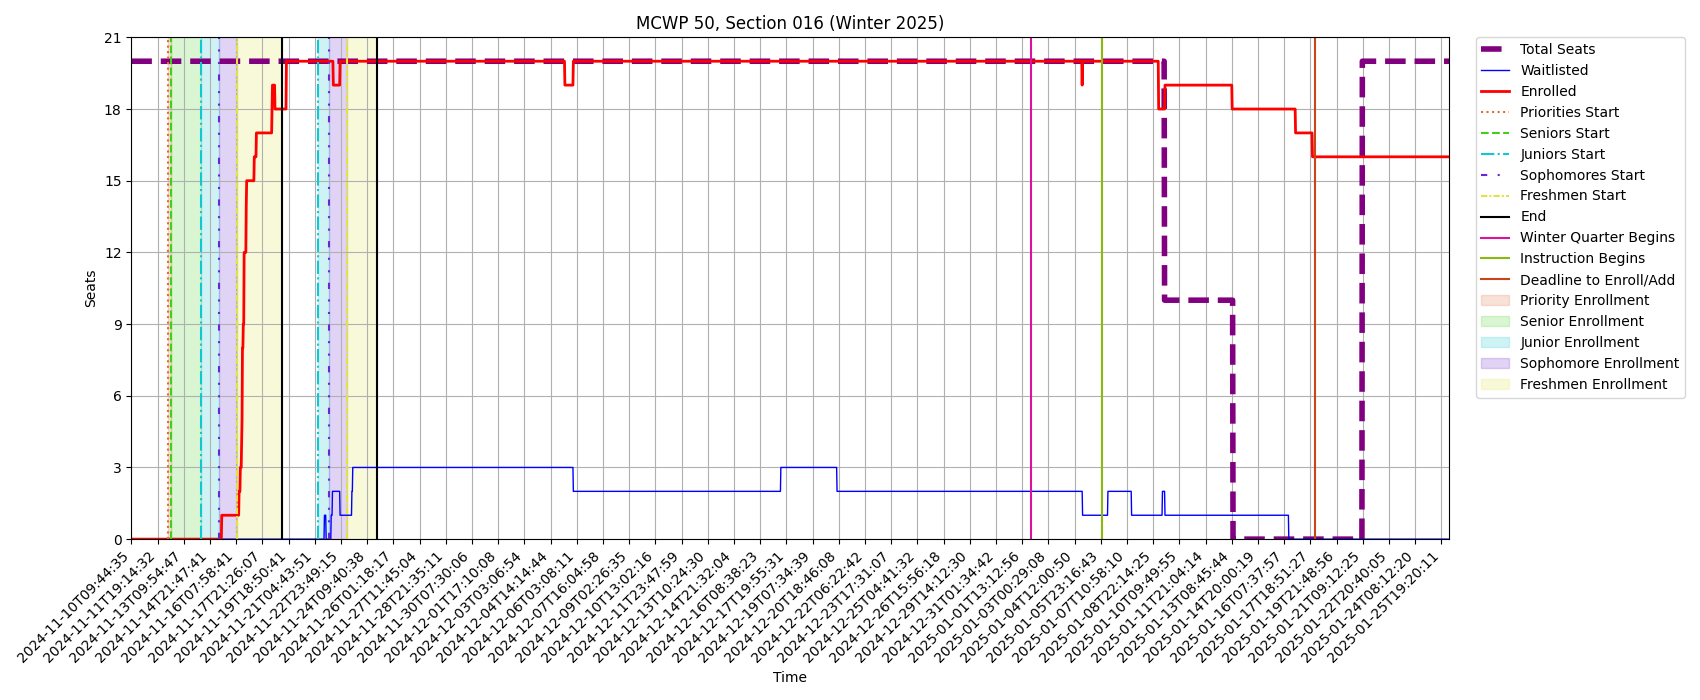 MCWP 50, Section 016 (Winter 2025)
Seats
21
18
15
12
9
6
3
0
2024-11-10T09:44:35
2024-11-11T19:14:32
2024-11-13T09:54:47
2024-11-14T21:47:41
2024-11-16T07:58:41
2024-11-17T21:26:07
2024-11-19T18:50:41
2024-11-21T04:43:51
2024-11-22T23:49:15
2024-11-24T09:40:38
2024-11-26T01:18:17
2024-11-27T11:45:04
2024-11-28T21:35:11
2024-11-30T07:30:06
2024-12-01T17:10:08
2024-12-03T03:06:54
2024-12-04T14:14:44
2024-12-06T03:08:11
2024-12-07T16:04:58
2024-12-09T02:26:35
2024-12-10T13:02:16
2024-12-11T23:47:59
2024-12-13T10:24:30
2024-12-14T21:32:04
2024-12-16T08:38:23
2024-12-17T19:55:31
2024-12-19T07:34:39
2024-12-20T18:46:08
2024-12-22T06:22:42
2024-12-23T17:31:07
2024-12-25T04:41:32
2024-12-26T15:56:18
2024-12-29T14:12:30
2024-12-31T01:34:42
2025-01-01T13:12:56
2025-01-03T00:29:08
2025-01-04T12:00:50
2025-01-05T23:16:43
2025-01-07T10:58:10
2025-01-08T22:14:25
2025-01-10T09:49:55
2025-01-11T21:04:14
2025-01-13T08:45:44
2025-01-14T20:00:19
2025-01-16T07:37:57
2025-01-17T18:51:27
2025-01-19T21:48:56
2025-01-21T09:12:25
2025-01-22T20:40:05
2025-01-24T08:12:20
2025-01-25T19:20:11
Time
Total Seats
Waitlisted
Enrolled
Priorities Start
Seniors Start
Juniors Start
Sophomores Start
Freshmen Start
End
Winter Quarter Begins
Instruction Begins
Deadline to Enroll/Add
Priority Enrollment
Senior Enrollment
Junior Enrollment
Sophomore Enrollment
Freshmen Enrollment